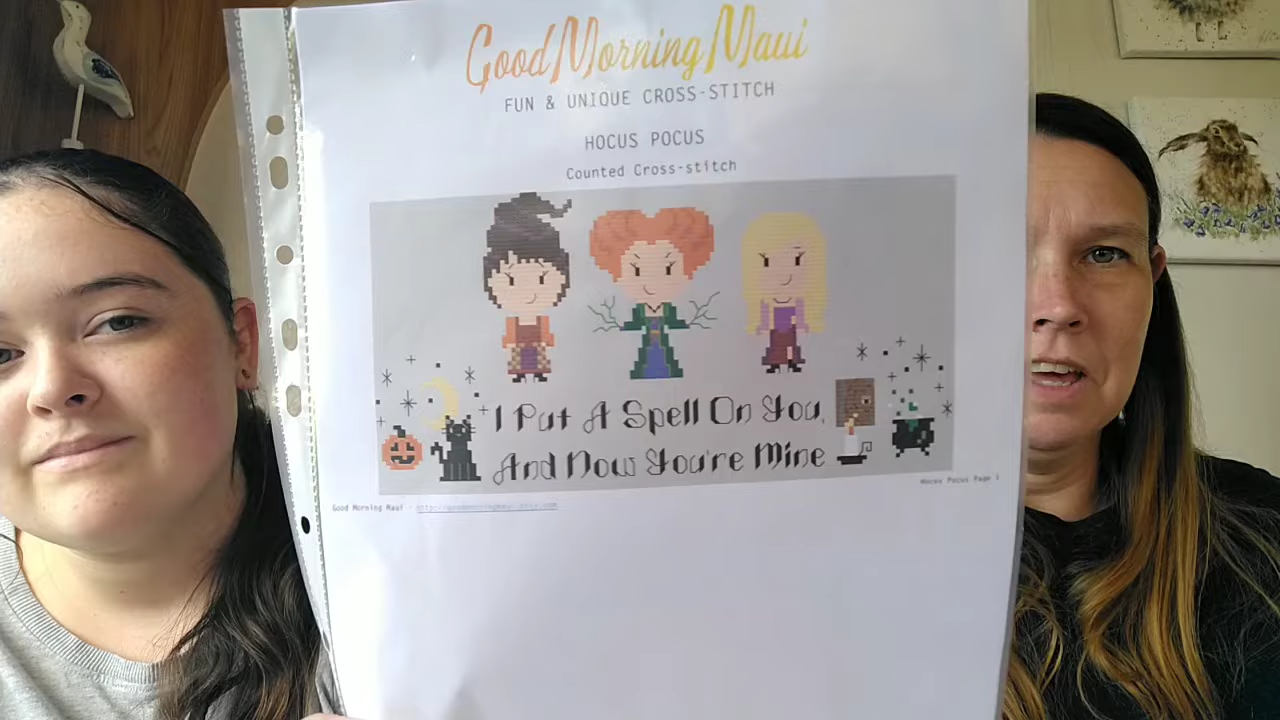 Good Morning Maui
FUN & UNIQUE CROSS-STITCH
HOCUS POCUS
Counted Cross-stitch
I Put A Spell On You,
And Now You're Mine
Hocus Pocus Page 1
Good Morning Maui -